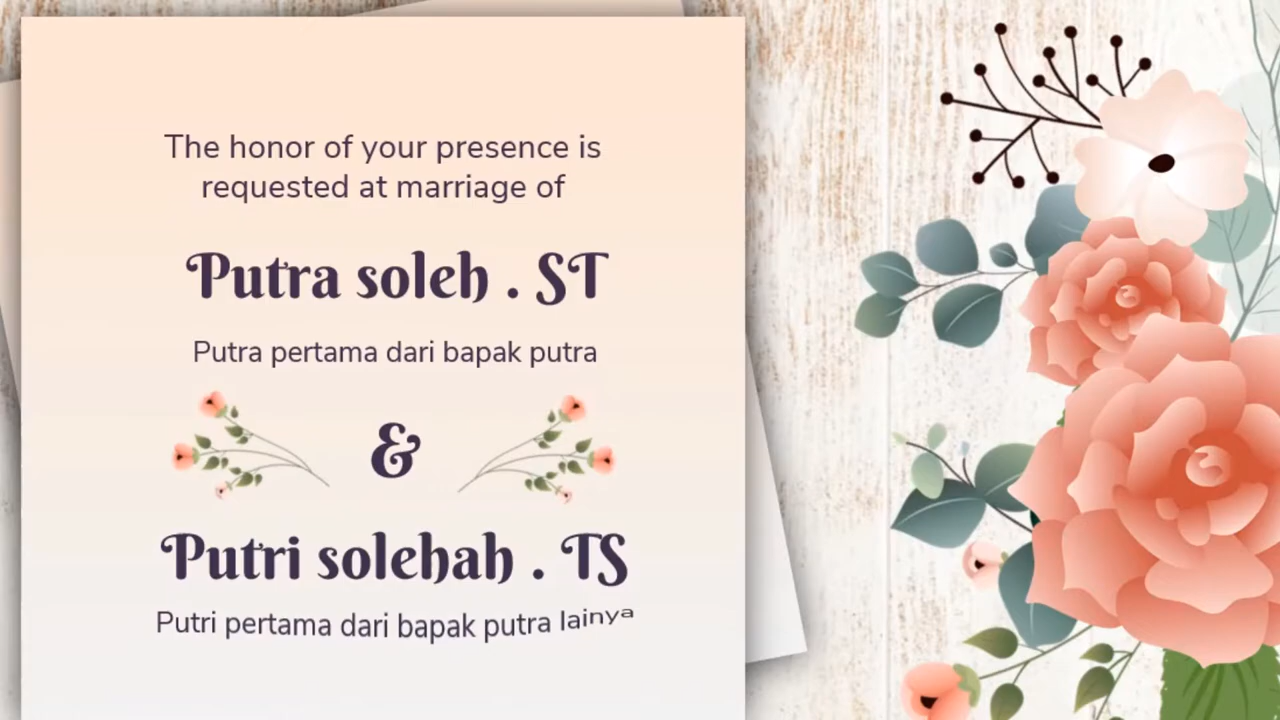 The honor of your presence is
requested at marriage of
Putra soleh . ST
Putra pertama dari bapak putra
&
Putri solehah . TS
Putri pertama dari bapak putra lainya